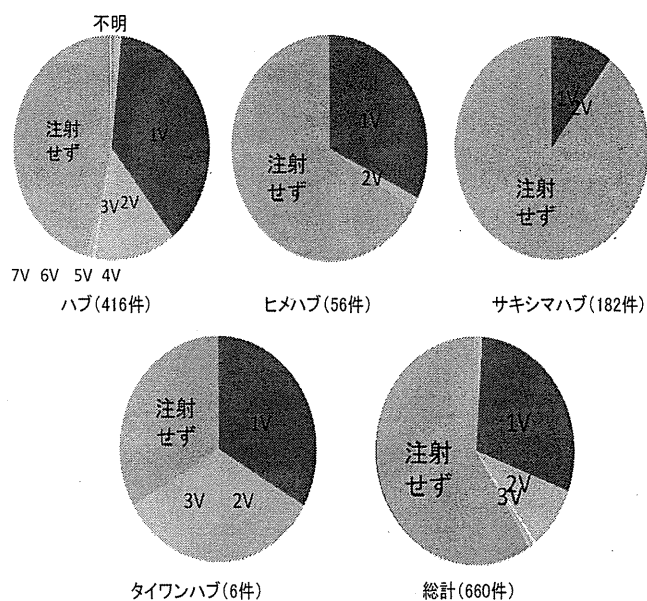 不明
注射
せず
1V
3V 2V
7V 6V 5V 4V
ハブ(416件)
注射
せず
1V
2V
ヒメハブ(56件)
注射
せず
1V
2V
サキシマハブ(182件)
注射
せず
1V
3V 2V
タイワンハブ(6件)
注射
せず
1V
2V
3V
総計(660件)